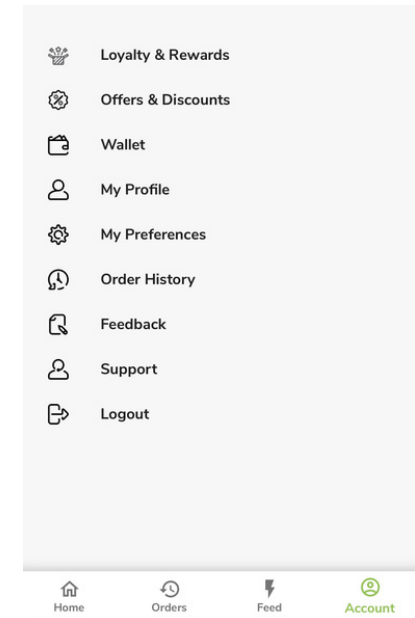 Loyalty & Rewards
Offers & Discounts
Wallet
My Profile
My Preferences
Order History
Feedback
Support
Logout
Home Orders Feed Account